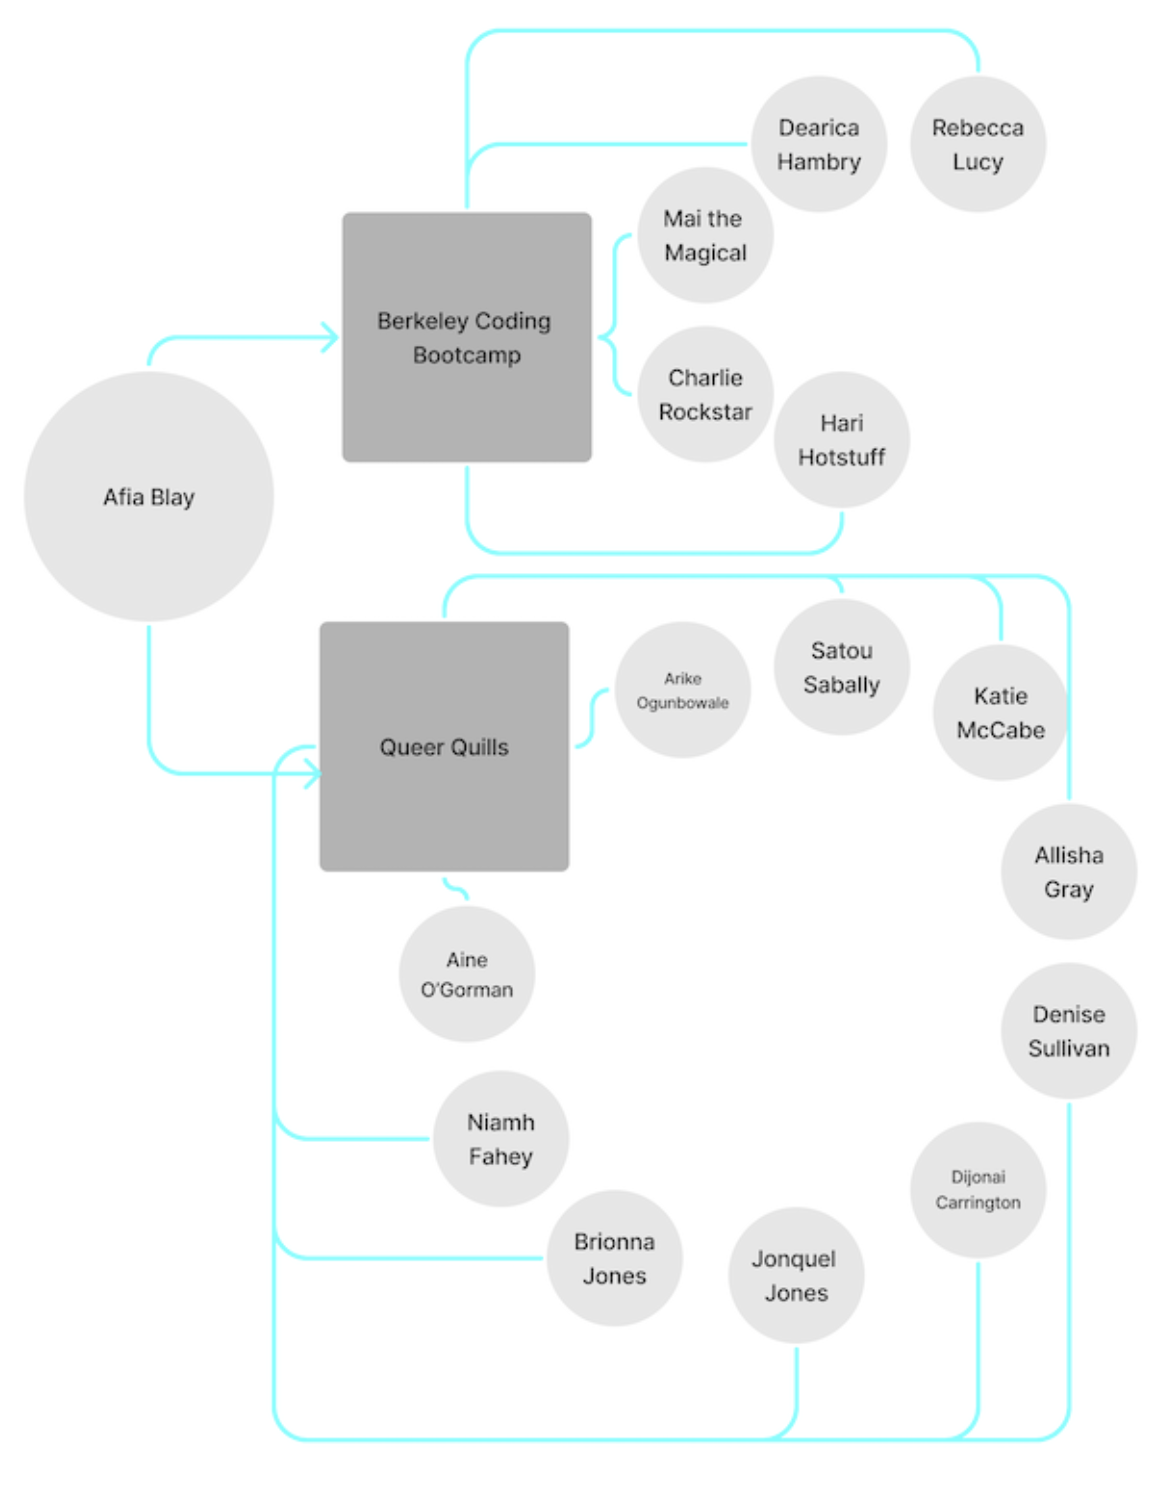 Dearica
Hambry
Rebecca
Lucy
Mai the
Magical
Berkeley Coding
Bootcamp
Charlie
Rockstar
Hari
Hotstuff
Afia Blay
Satou
Sabally
Arike
Ogunbowale
Katie
McCabe
Queer Quills
Allisha
Gray
Aine
O'Gorman
Denise
Sullivan
Niamh
Fahey
Dijonai
Carrington
Brionna
Jones
Jonquel
Jones